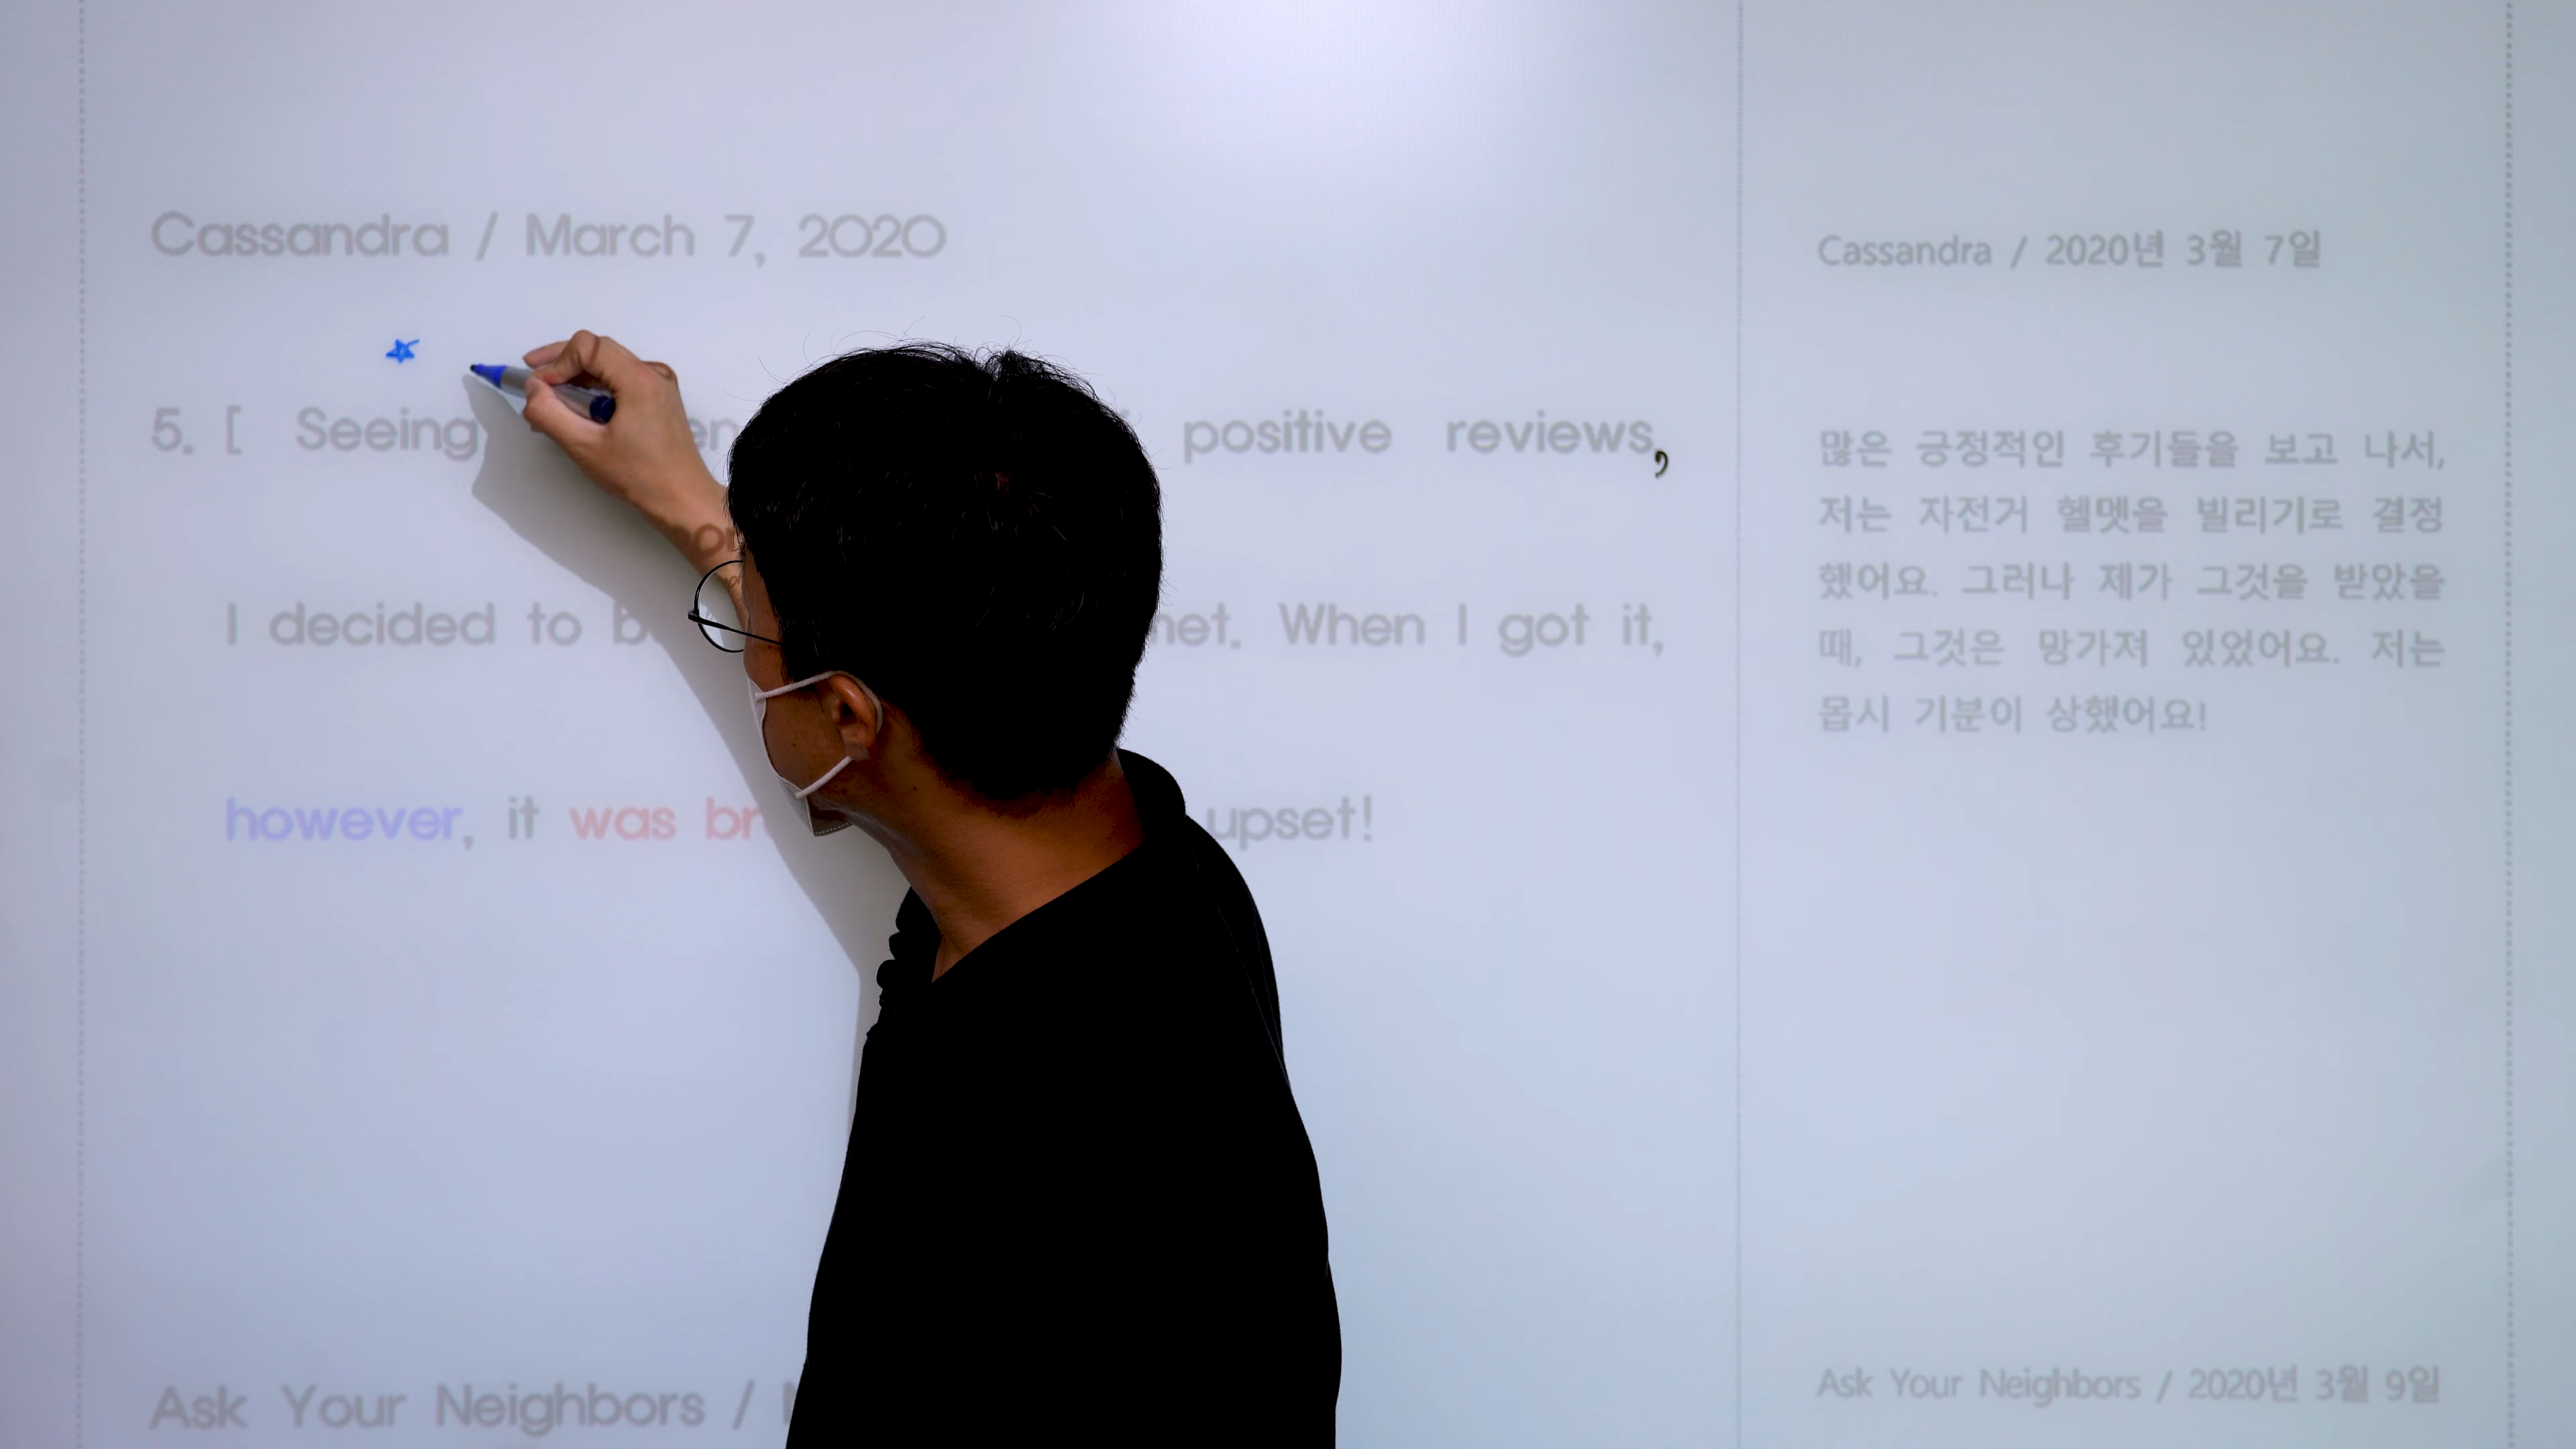 Cassandra / March 7, 2020
5. [ Seeing positive reviews,
I decided to When I got it,
however, it was upset!
Ask Your Neighbors /
Cassandra / 2020년 3월 7일
많은 긍정적인 후기들을 보고 나서,
저는 자전거 헬멧을 빌리기로 결정
했어요. 그러나 제가 그것을 받았을
때, 그것은 망가져 있었어요. 저는
몹시 기분이 상했어요!
Ask Your Neighbors / 2020년 3월 9일